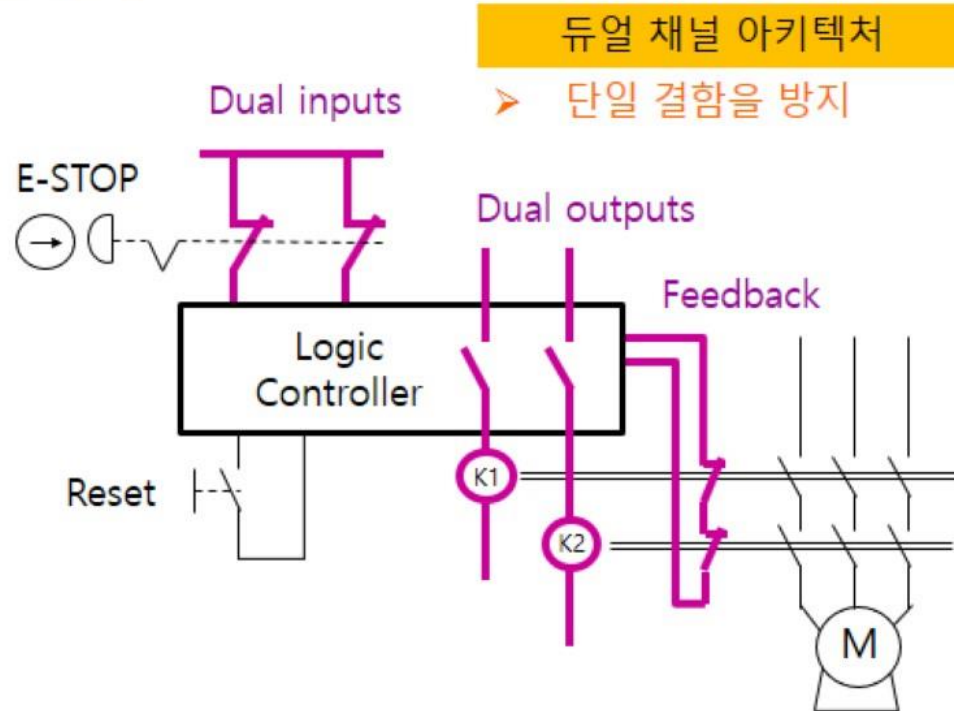 듀얼 채널 아키텍처
➤ 단일 결함을 방지
Dual inputs
E-STOP
Dual outputs
Feedback
Logic
Controller
Reset
K1
K2
M